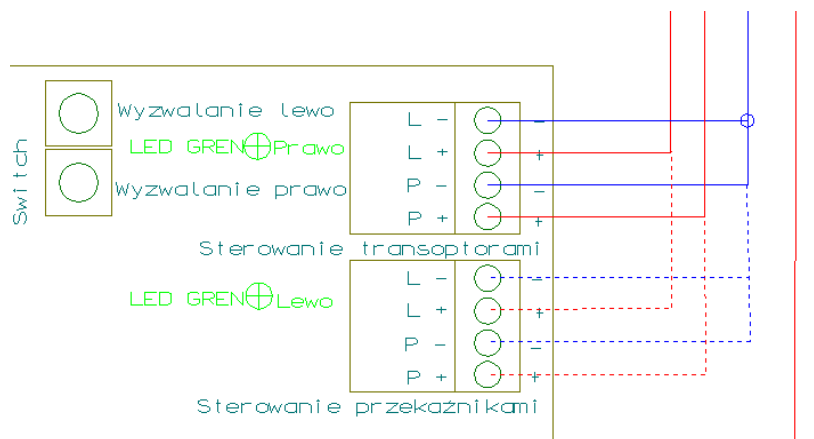 Switch
Wyzwalanie lewo
LED GREN Prawo
Wyzwalanie prawo
L - -
L + +
P - -
P + +
Sterowanie transoptorami
LED GREN Lewo
L - -
L + +
P - -
P + +
Sterowanie przekaźnikami